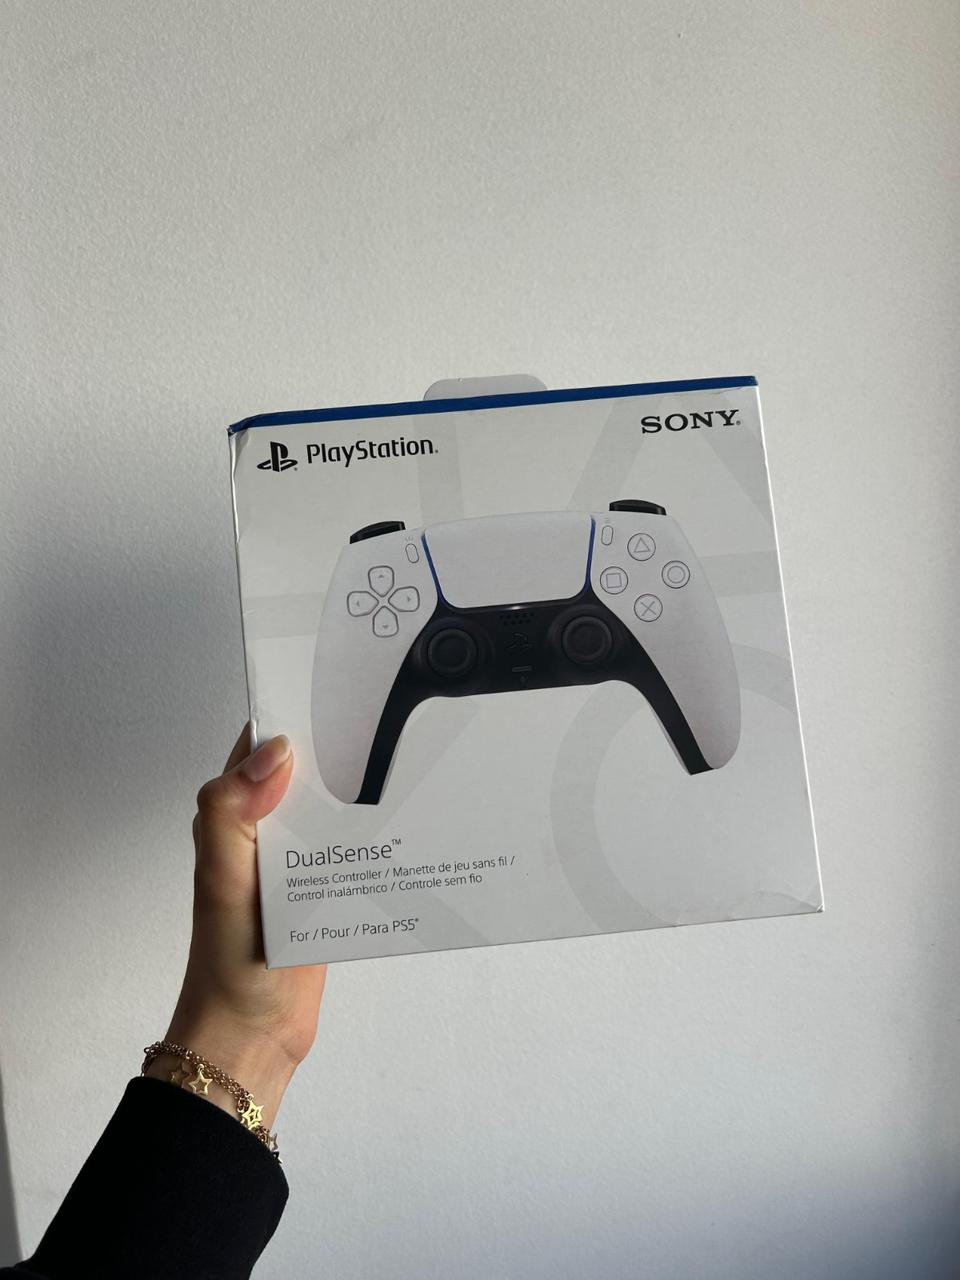 PlayStation®
SONY®
DualSense™
Wireless Controller / Manette de jeu sans fil /
Control inalámbrico / Controle sem fio
For / Pour / Para PS5®